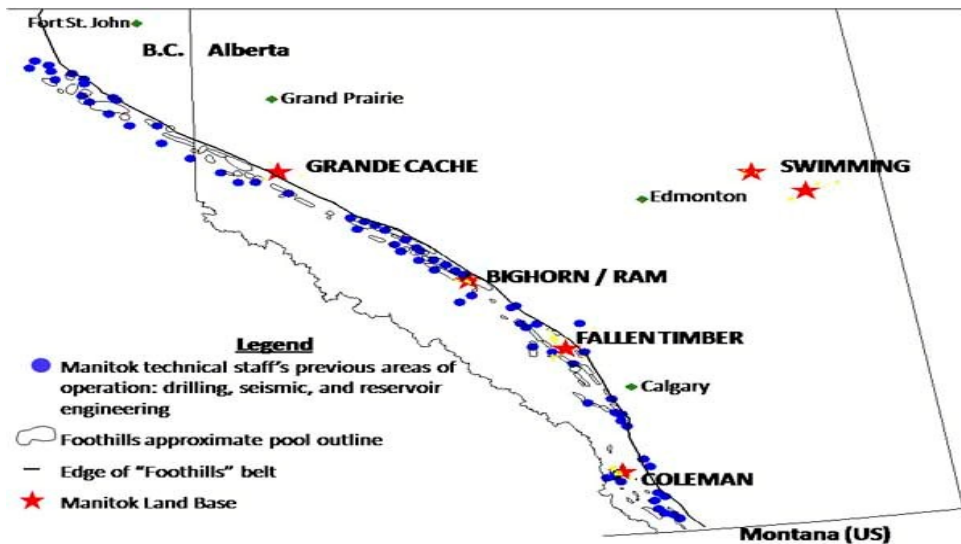 Fort St. John
B.C. Alberta
Grand Prairie
GRANDE CACHE
SWIMMING
Edmonton
BIGHORN / RAM
FALLEN TIMBER
Calgary
COLEMAN
Montana (US)
Legend
Manitok technical staff's previous areas of
operation: drilling, seismic, and reservoir
engineering
Foothills approximate pool outline
Edge of "Foothills" belt
Manitok Land Base